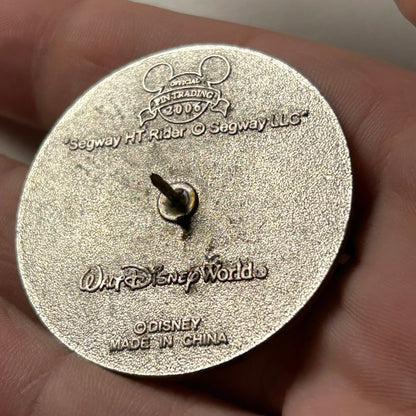 OFFICIAL
PIN·TRADING
2006
"Segway HT Rider © Segway LLC"
WALT DISNEY World®
©DISNEY
MADE IN CHINA